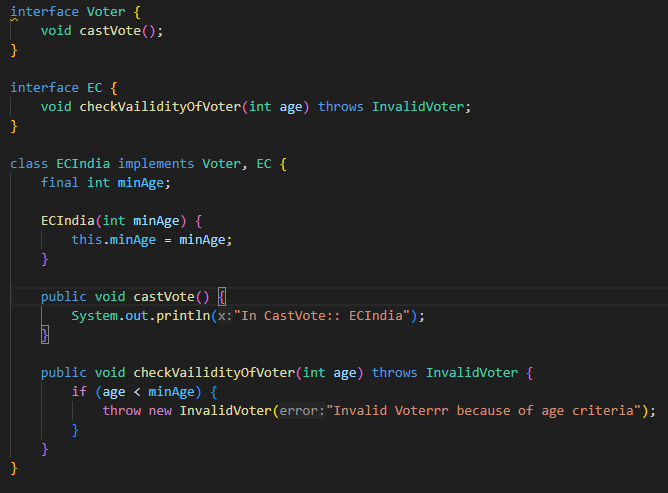 interface Voter {
    void castVote();
}

interface EC {
    void checkVailidityOfVoter(int age) throws InvalidVoter;
}

class ECIndia implements Voter, EC {
    final int minAge;

    ECIndia(int minAge) {
        this.minAge = minAge;
    }

    public void castVote() {
        System.out.println(x:"In CastVote:: ECIndia");
    }

    public void checkVailidityOfVoter(int age) throws InvalidVoter {
        if (age < minAge) {
            throw new InvalidVoter(error:"Invalid Voterrr because of age criteria");
        }
    }
}